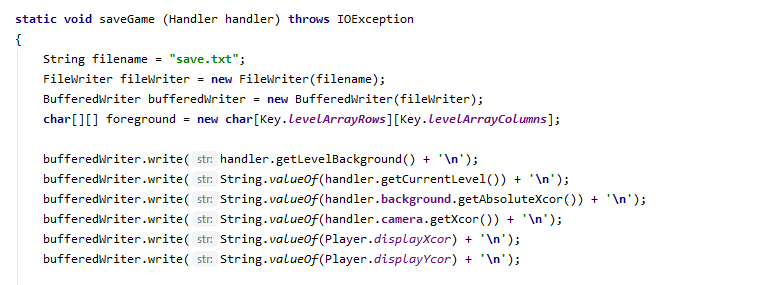 static void saveGame (Handler handler) throws IOException
{
    String filename = "save.txt";
    FileWriter fileWriter = new FileWriter(filename);
    BufferedWriter bufferedWriter = new BufferedWriter(fileWriter);
    char[][] foreground = new char[Key.levelArrayRows][Key.levelArrayColumns];

    bufferedWriter.write( str: handler.getLevelBackground() + '\n');
    bufferedWriter.write( str: String.valueOf(handler.getCurrentLevel()) + '\n');
    bufferedWriter.write( str: String.valueOf(handler.background.getAbsoluteXcor()) + '\n');
    bufferedWriter.write( str: String.valueOf(handler.camera.getXcor()) + '\n');
    bufferedWriter.write( str: String.valueOf(Player.displayXcor) + '\n');
    bufferedWriter.write( str: String.valueOf(Player.displayYcor) + '\n');